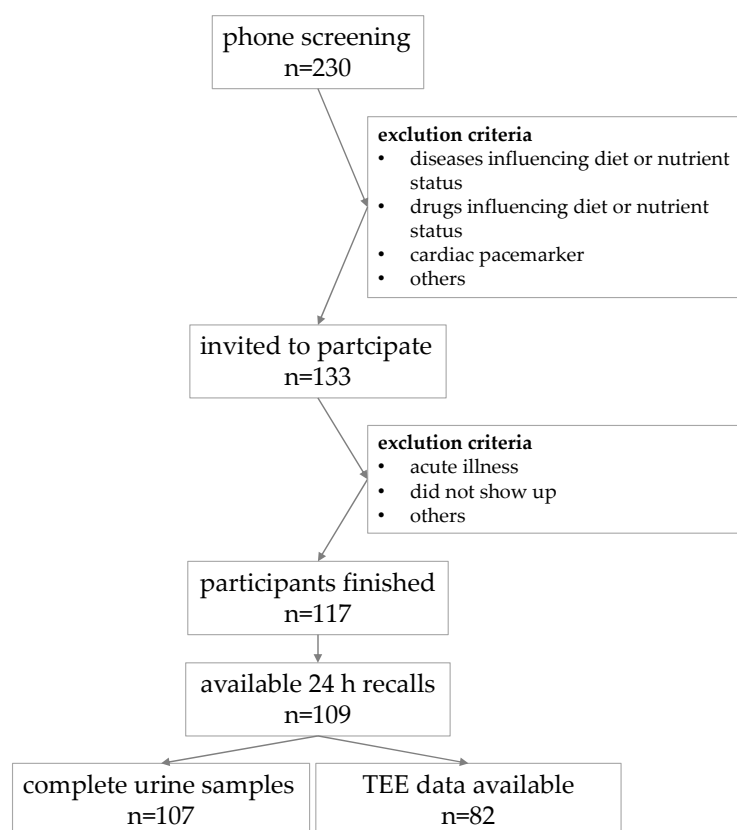 phone screening
n=230
exclution criteria
• diseases influencing diet or nutrient
status
• drugs influencing diet or nutrient
status
• cardiac pacemarker
• others
invited to partcipate
n=133
exclution criteria
• acute illness
• did not show up
• others
participants finished
n=117
available 24 h recalls
n=109
complete urine samples
n=107
TEE data available
n=82